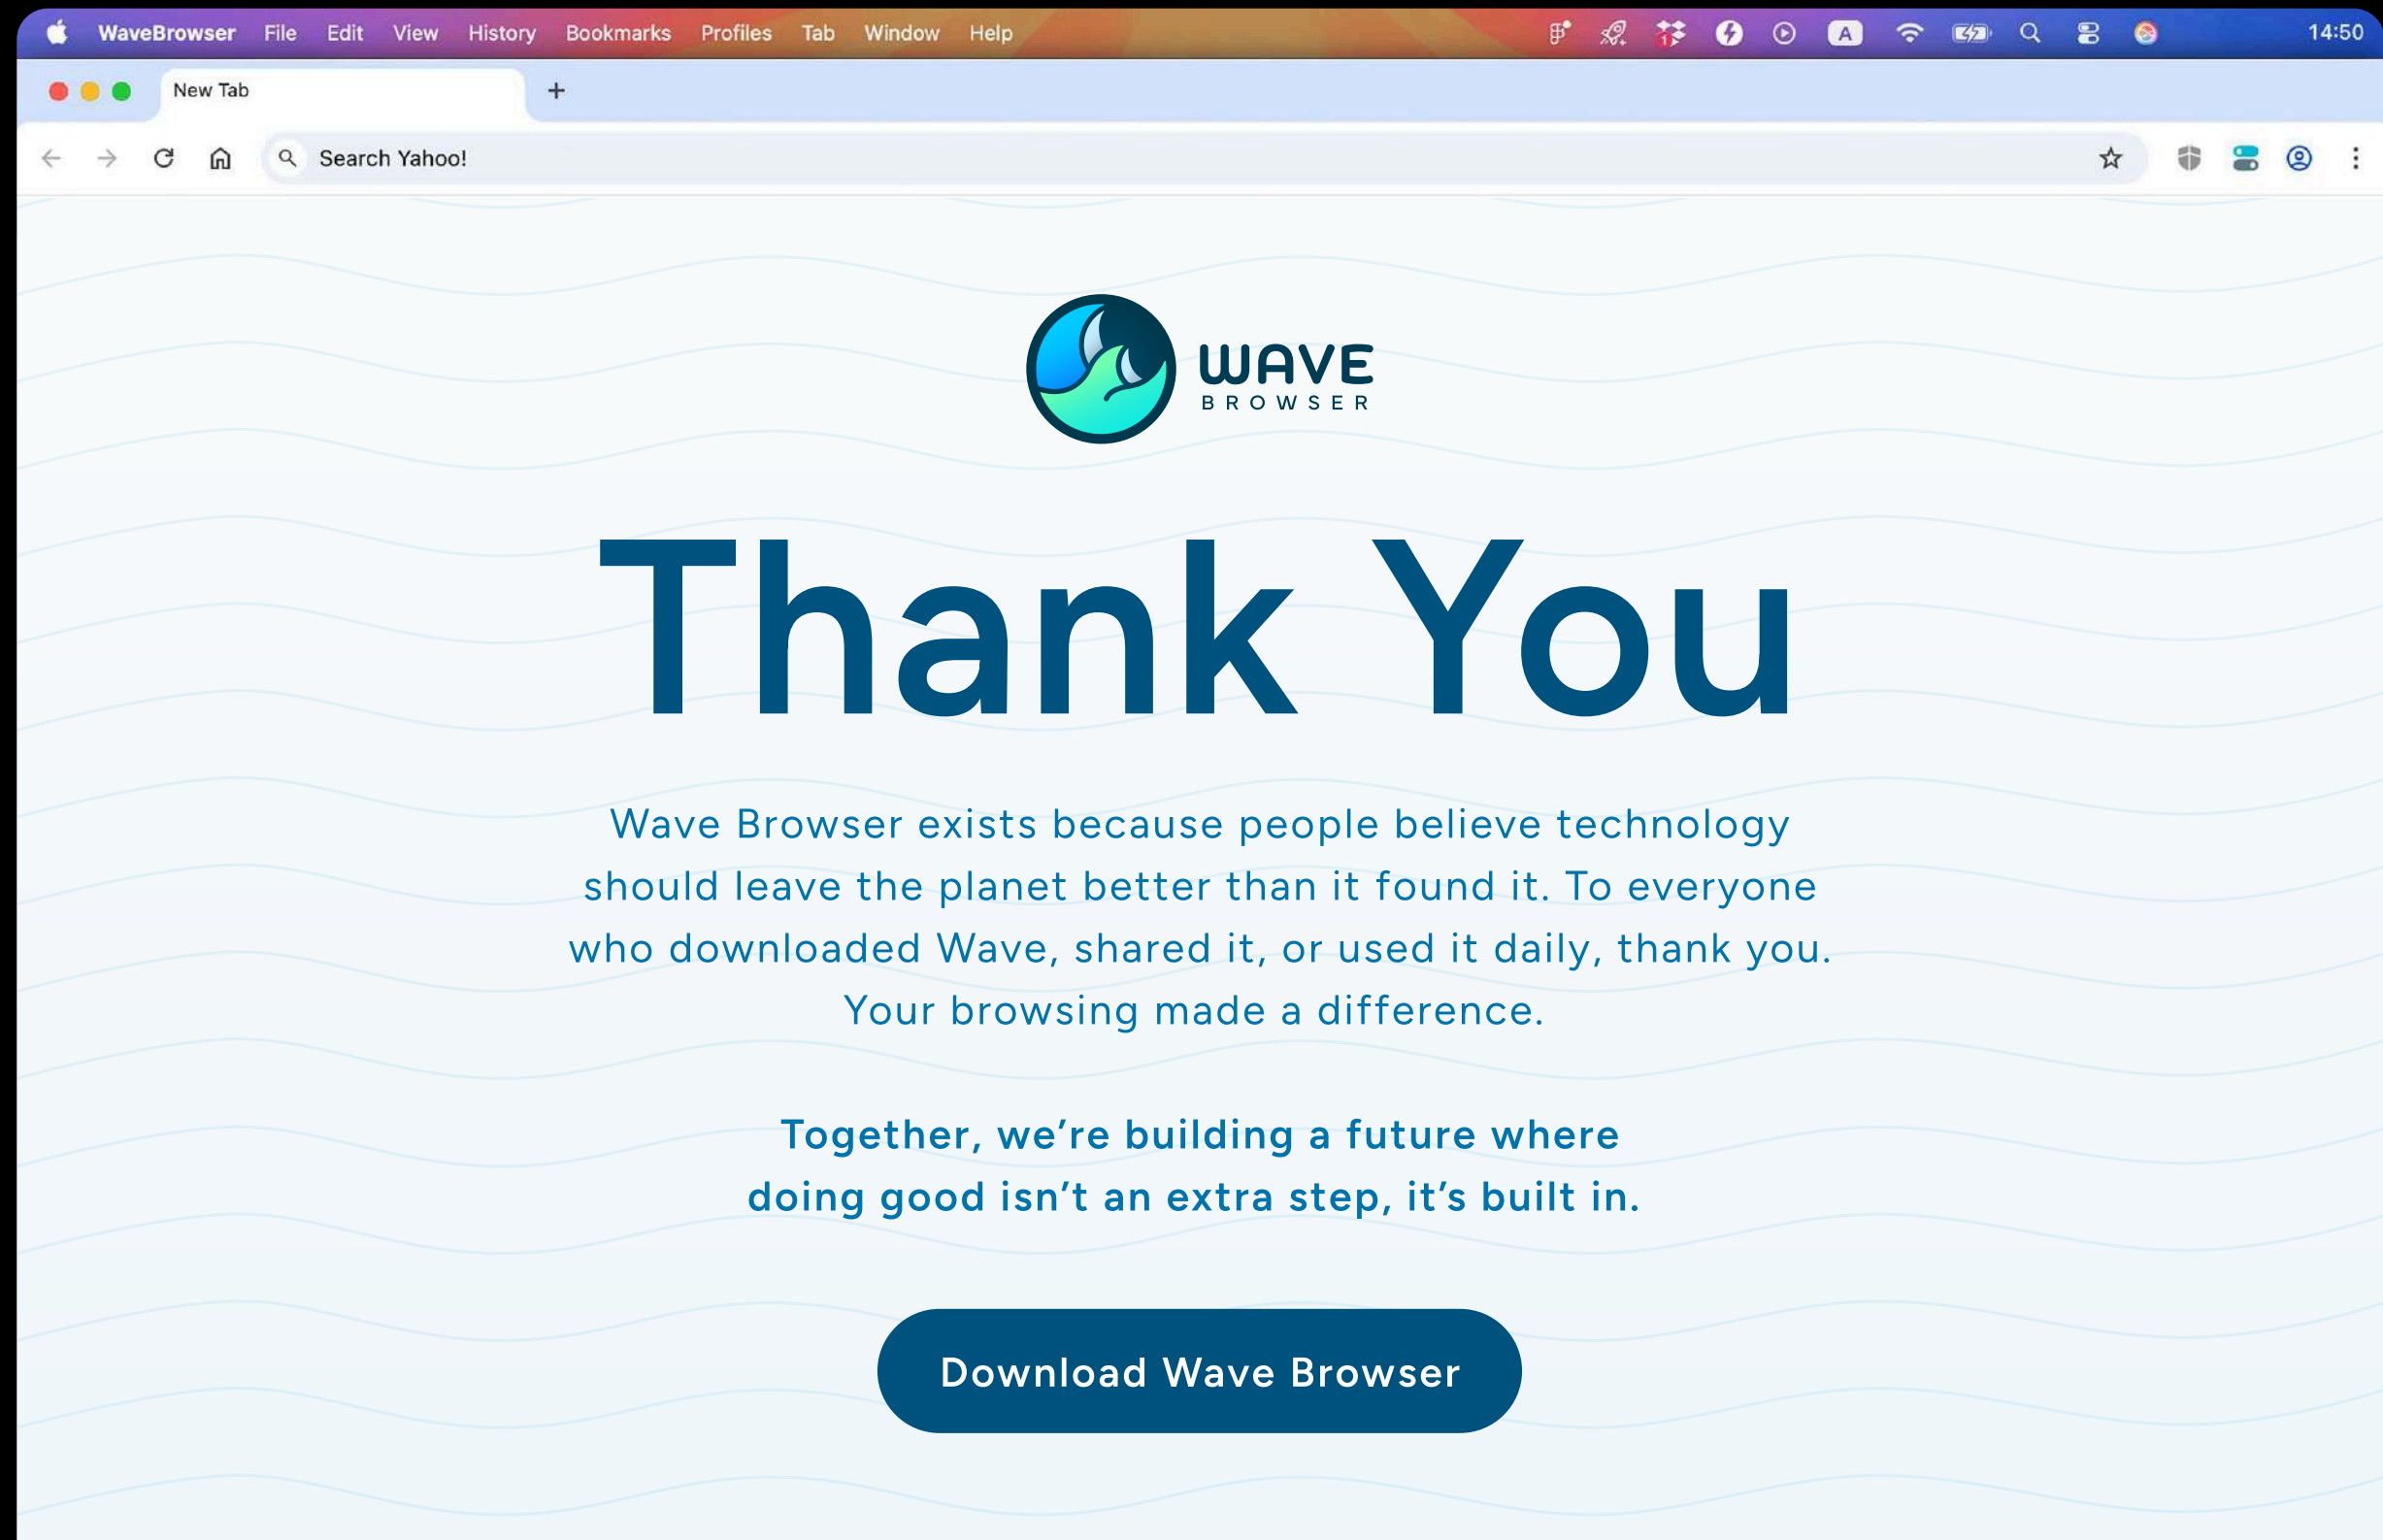 WaveBrowser File Edit View History Bookmarks Profiles Tab Window Help 1 A 14:50
New Tab
Search Yahoo!
WAVE
BROWSER
Thank You
Wave Browser exists because people believe technology
should leave the planet better than it found it. To everyone
who downloaded Wave, shared it, or used it daily, thank you.
Your browsing made a difference.
Together, we’re building a future where
doing good isn’t an extra step, it’s built in.
Download Wave Browser